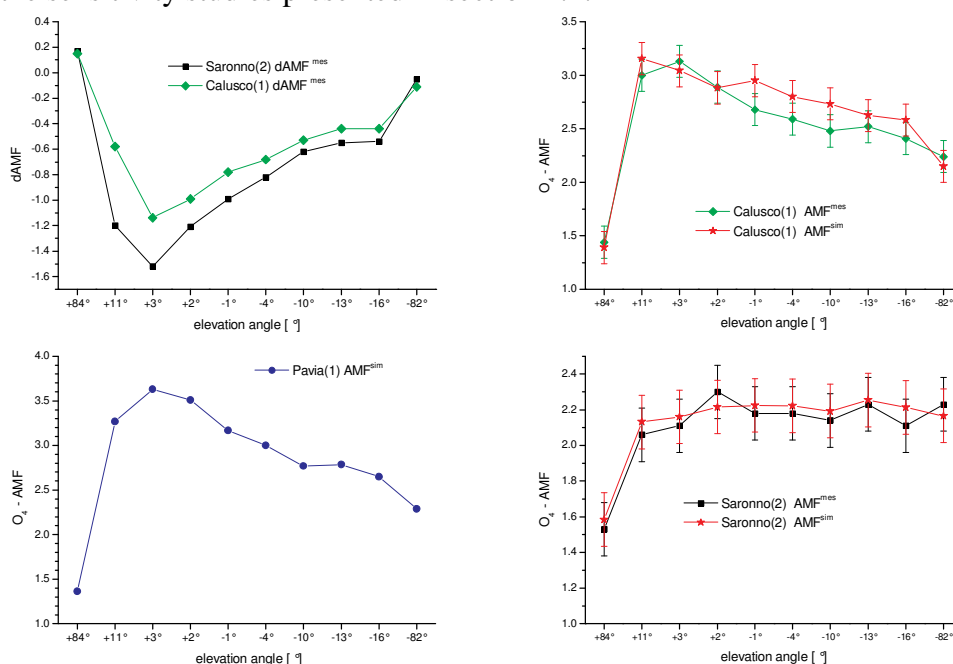 sensitivity studies presented in section
0.4
0.2
0.0
-0.2
-0.4
-0.6
-0.8
-1.0
-1.2
-1.4
-1.6
dAMF
Saronno(2) dAMF mes
Calusco(1) dAMF mes
+84° +11° +3° +2° -1° -4° -10° -13° -16° -82°
elevation angle [ °]
3.5
3.0
2.5
2.0
1.5
1.0
O4 - AMF
Calusco(1) AMFmes
Calusco(1) AMFsim
+84° +11° +3° +2° -1° -4° -10° -13° -16° -82°
elevation angle [ °]
4.0
3.5
3.0
2.5
2.0
1.5
1.0
O4 - AMF
Pavia(1) AMFsim
+84° +11° +3° +2° -1° -4° -10° -13° -16° -82°
elevation angle [ °]
2.4
2.2
2.0
1.8
1.6
1.4
1.2
1.0
O4 - AMF
Saronno(2) AMFmes
Saronno(2) AMFsim
+84° +11° +3° +2° -1° -4° -10° -13° -16° -82°
elevation angle [ °]